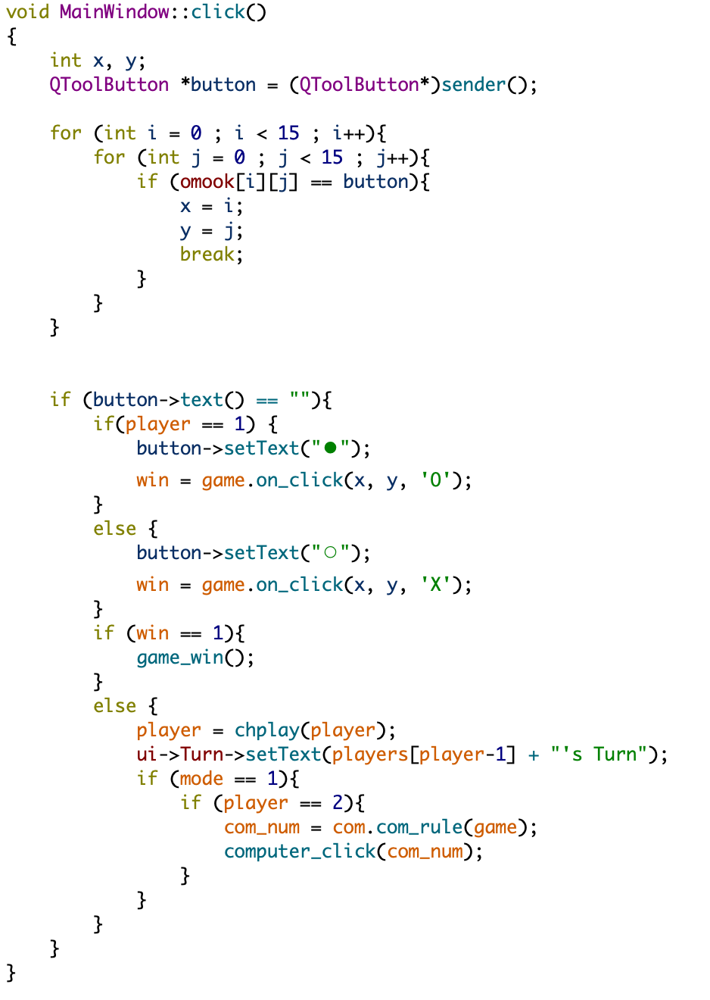 void MainWindow::click()
{
    int x, y;
    QToolButton *button = (QToolButton*)sender();

    for (int i = 0 ; i < 15 ; i++){
        for (int j = 0 ; j < 15 ; j++){
            if (omook[i][j] == button){
                x = i;
                y = j;
                break;
            }
        }
    }


    if (button->text() == ""){
        if(player == 1) {
            button->setText("●");
            win = game.on_click(x, y, 'O');
        }
        else {
            button->setText("○");
            win = game.on_click(x, y, 'X');
        }
        if (win == 1){
            game_win();
        }
        else {
            player = chplay(player);
            ui->Turn->setText(players[player-1] + "'s Turn");
            if (mode == 1){
                if (player == 2){
                    com_num = com.com_rule(game);
                    computer_click(com_num);
                }
            }
        }
    }
}